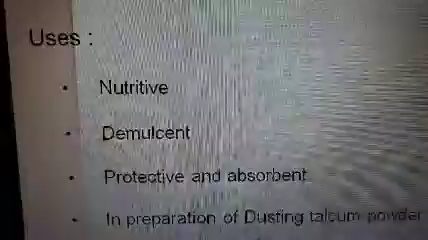 Uses :
• Nutritive
• Demulcent
• Protective and absorbent
• In preparation of Dusting talcum powder